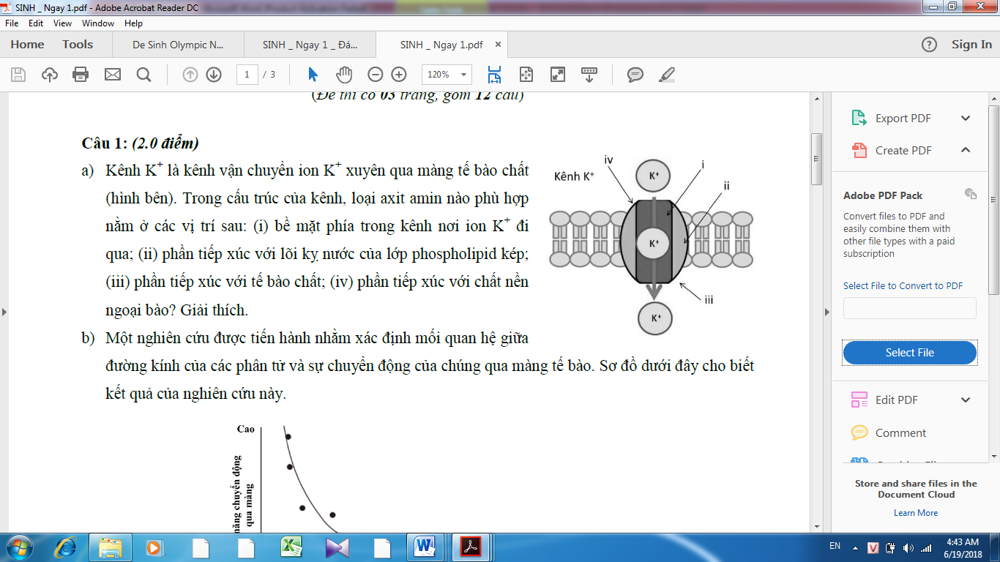 SINH _ Ngay 1.pdf - Adobe Acrobat Reader DC
File Edit View Window Help
Home Tools De Sinh Olympic N... SINH _ Ngay 1 _ Đá... SINH _ Ngay 1.pdf × Sign In
1 / 3 120%
(Đề thi có 03 trang, gồm 12 câu)
Câu 1: (2.0 điểm)
a) Kênh K+ là kênh vận chuyển ion K+ xuyên qua màng tế bào chất
(hình bên). Trong cấu trúc của kênh, loại axit amin nào phù hợp
nằm ở các vị trí sau: (i) bề mặt phía trong kênh nơi ion K+ đi
qua; (ii) phần tiếp xúc với lõi kỵ nước của lớp phospholipid kép;
(iii) phần tiếp xúc với tế bào chất; (iv) phần tiếp xúc với chất nền
ngoại bào? Giải thích.
Kênh K+
iv
K+
i
ii
K+
iii
K+
b) Một nghiên cứu được tiến hành nhằm xác định mối quan hệ giữa
đường kính của các phân tử và sự chuyển động của chúng qua màng tế bào. Sơ đồ dưới đây cho biết
kết quả của nghiên cứu này.
Cao
năng chuyển động
qua màng
Export PDF
Create PDF
Adobe PDF Pack
Convert files to PDF and
easily combine them with
other file types with a paid
subscription
Select File to Convert to PDF
Select File
Edit PDF
Comment
Store and share files in the
Document Cloud
Learn More
EN
4:43 AM
6/19/2018